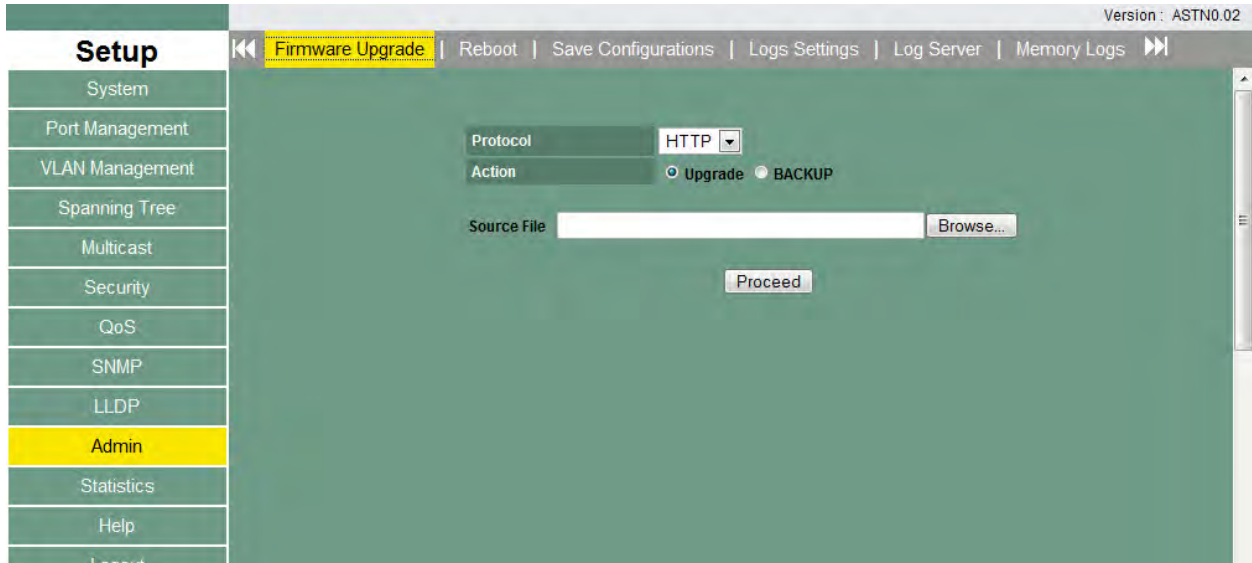 Version : ASTN0.02
Setup
Firmware Upgrade | Reboot | Save Configurations | Logs Settings | Log Server | Memory Logs
System
Port Management
VLAN Management
Spanning Tree
Multicast
Security
QoS
SNMP
LLDP
Admin
Statistics
Help
Logout
Protocol HTTP
Action Upgrade BACKUP
Source File Browse...
Proceed